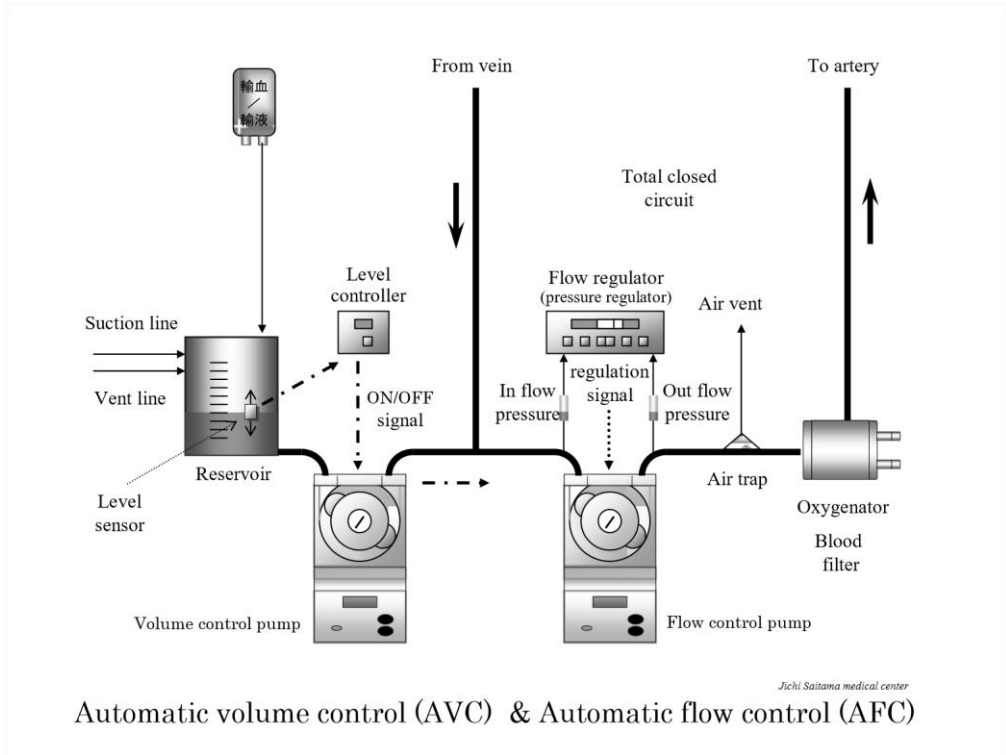 From vein
To artery
輸血
/
輸液
Total closed
circuit
Level
controller
Flow regulator
(pressure regulator)
Air vent
Suction line
Vent line
ON/OFF
signal
In flow
pressure
regulation
signal
Out flow
pressure
Reservoir
Air trap
Level
sensor
Oxygenator
Blood
filter
Volume control pump
Flow control pump
Jichi Saitama medical center
Automatic volume control (AVC) & Automatic flow control (AFC)